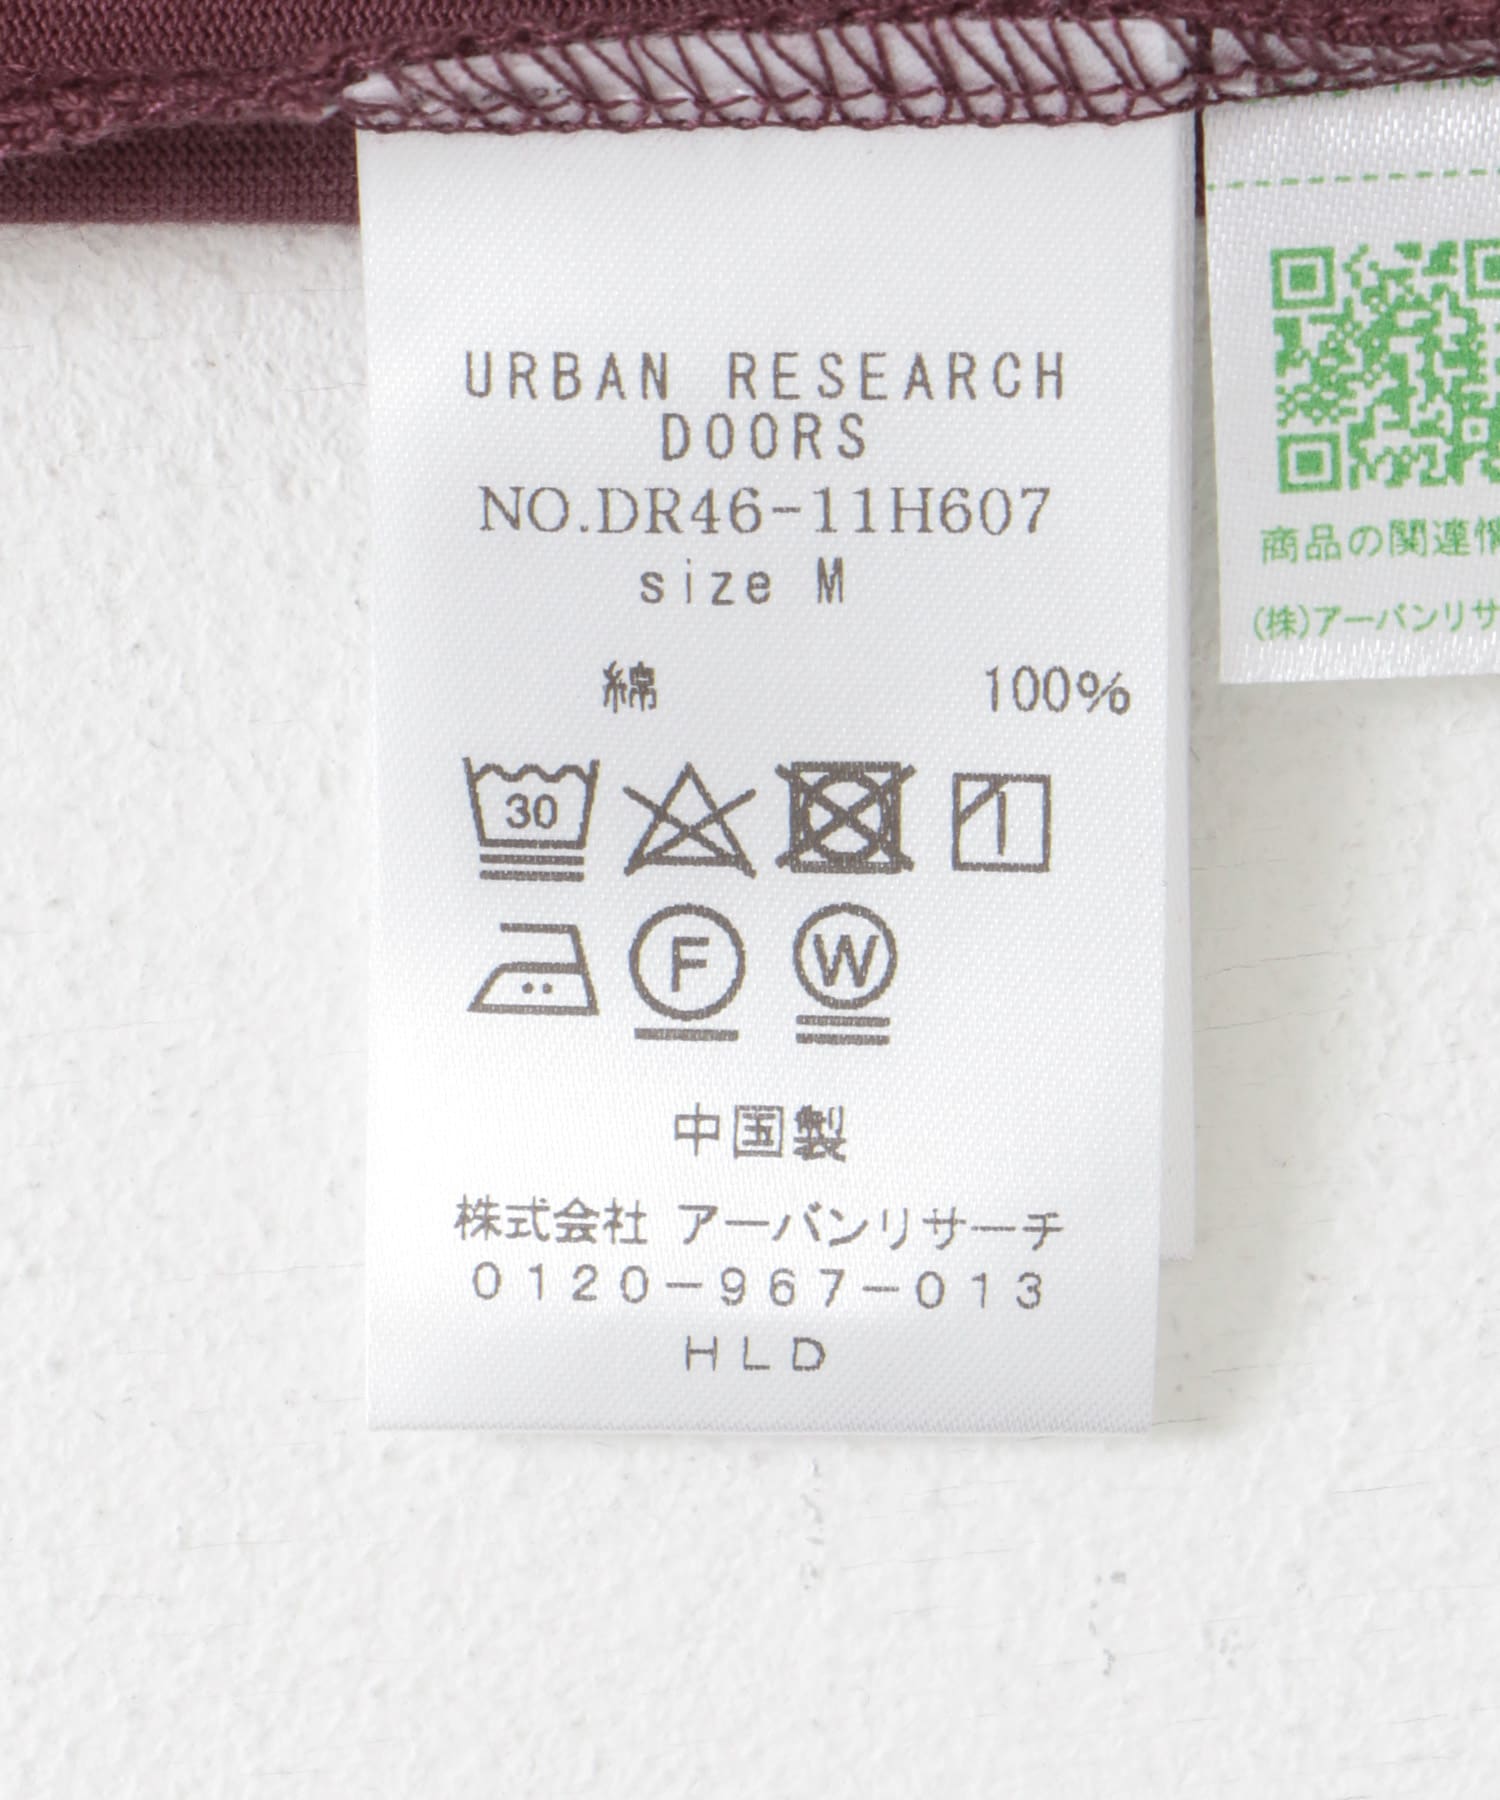 URBAN RESEARCH
DOORS
NO.DR46-11H607
size M
綿 100%
30
F W
中国製
株式会社 アーバンリサーチ
0120-967-013
HLD
商品の関連情
(株)アーバンリサ